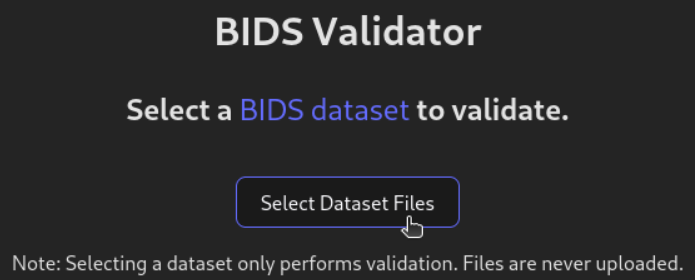 BIDS Validator
Select a BIDS dataset to validate.
Select Dataset Files
Note: Selecting a dataset only performs validation. Files are never uploaded.